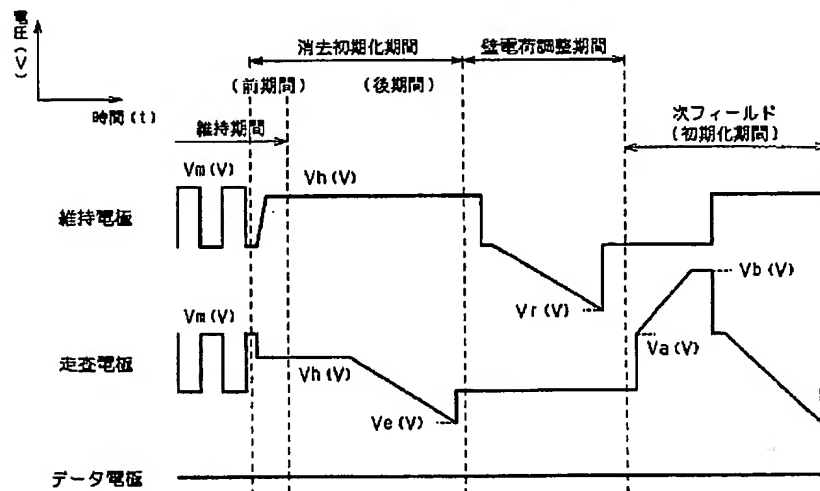 電圧(V)
時間(t)
消去初期化期間
壁電荷調整期間
(前期間)
(後期間)
維持期間
次フィールド
(初期化期間)
Vm(V)
Vh(V)
維持電極
Vr(V)
Vb(V)
Vm(V)
Va(V)
走査電極
Vh(V)
Ve(V)
データ電極